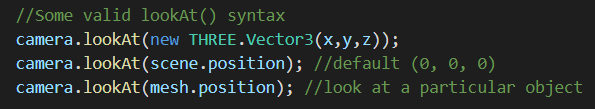 //Some valid lookAt() syntax
camera.lookAt(new THREE.Vector3(x,y,z));
camera.lookAt(scene.position); //default (0, 0, 0)
camera.lookAt(mesh.position); //look at a particular object